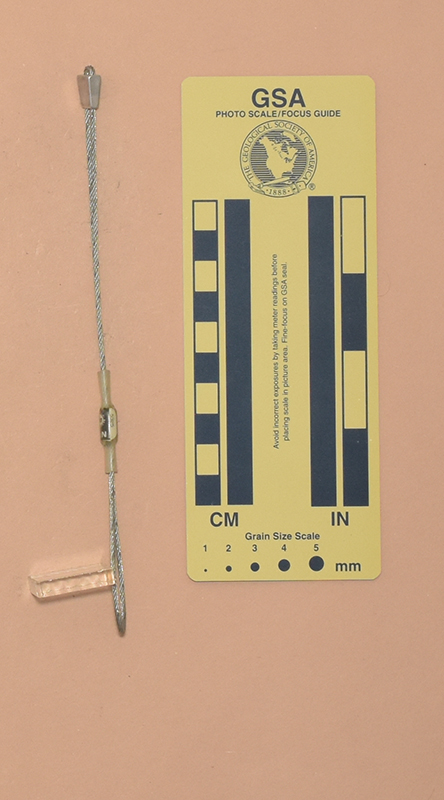 GSA
PHOTO SCALE/FOCUS GUIDE
THE GEOLOGICAL SOCIETY OF AMERICA
1888
®
Avoid incorrect exposures by taking meter readings before
placing scale in picture area. Fine-focus on GSA seal.
CM IN
Grain Size Scale
1 2 3 4 5
mm